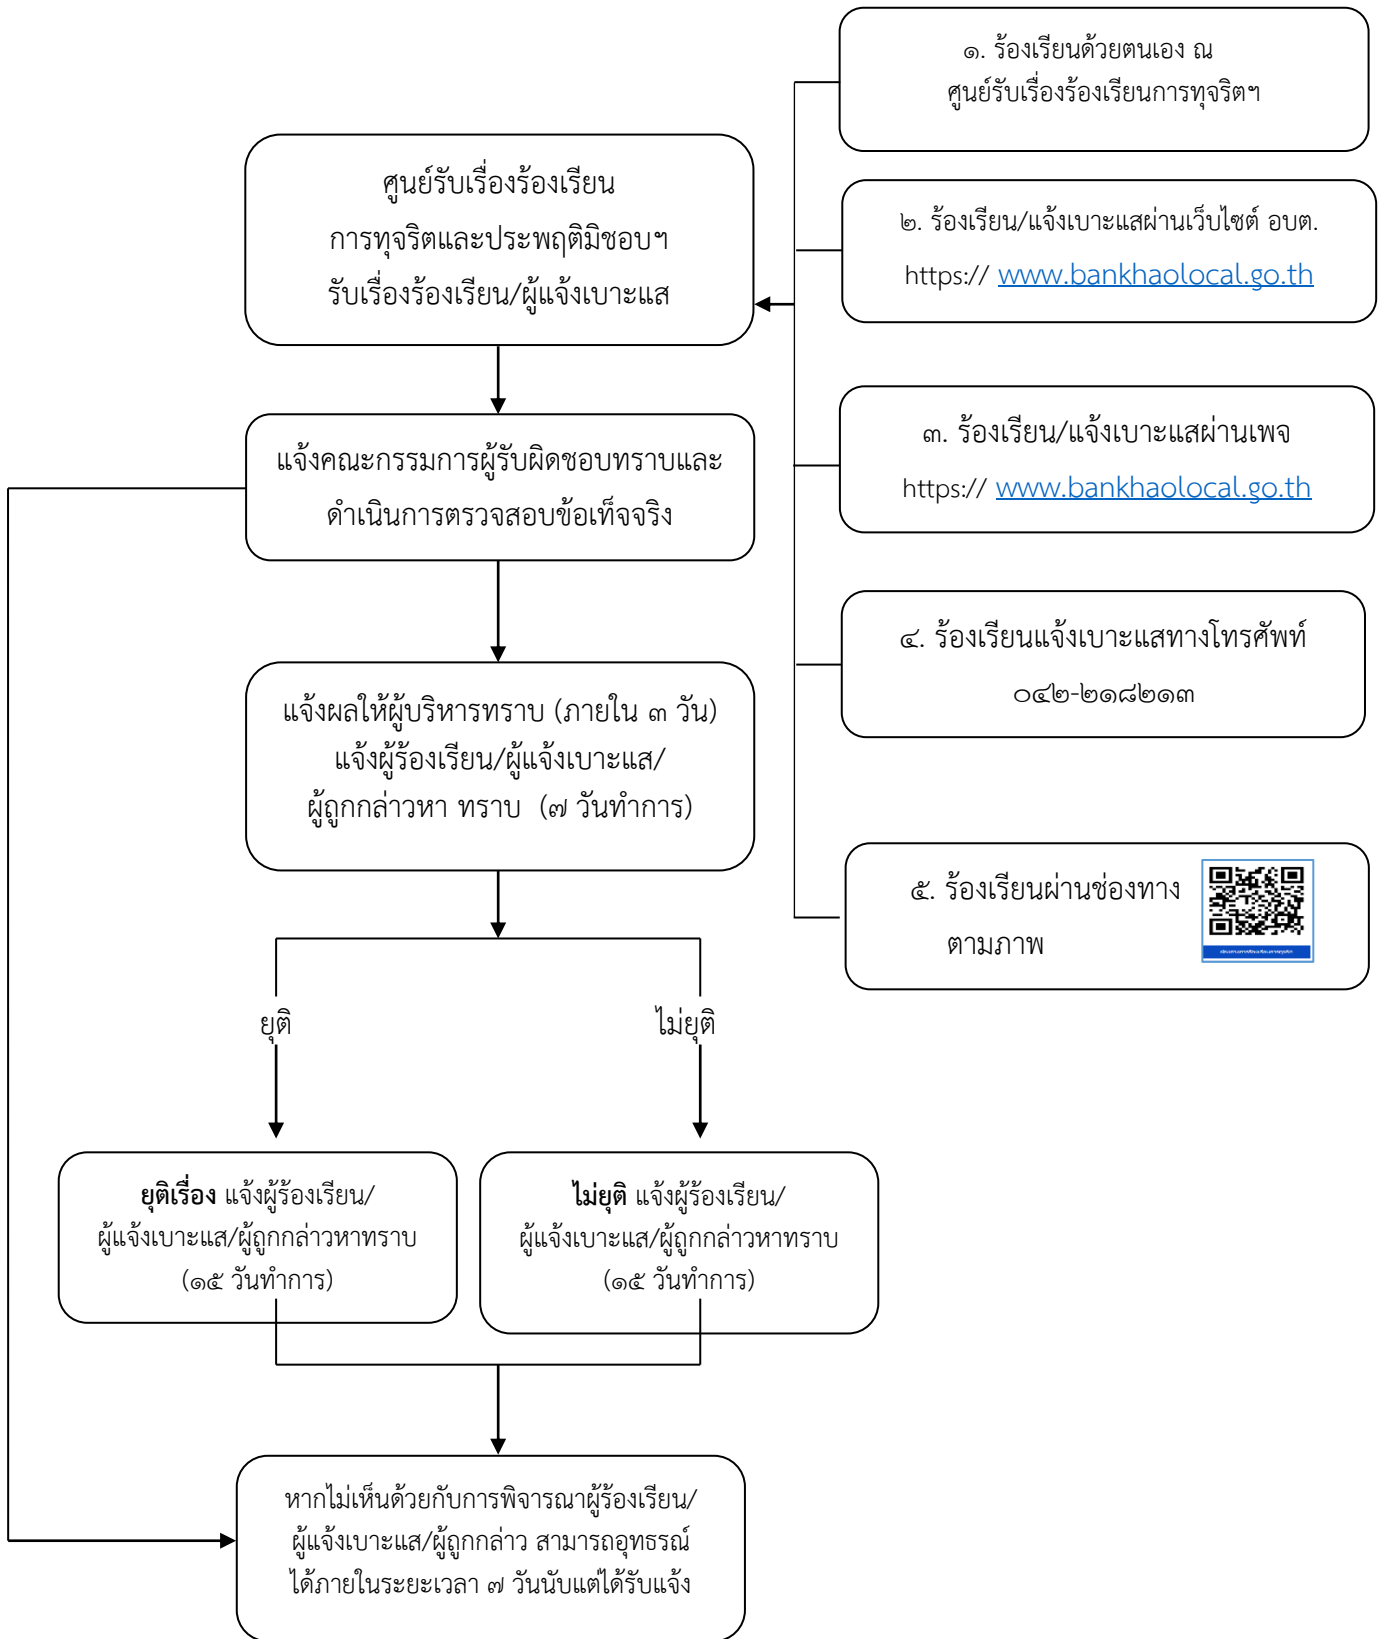 ๑. ร้องเรียนด้วยตนเอง ณ
ศูนย์รับเรื่องร้องเรียนการทุจริตฯ
ศูนย์รับเรื่องร้องเรียน
การทุจริตและประพฤติมิชอบฯ
รับเรื่องร้องเรียน/ผู้แจ้งเบาะแส
๒. ร้องเรียน/แจ้งเบาะแสผ่านเว็บไซต์ อบต.
https:// www.bankhaolocal.go.th
๓. ร้องเรียน/แจ้งเบาะแสผ่านเพจ
https:// www.bankhaolocal.go.th
แจ้งคณะกรรมการผู้รับผิดชอบทราบและ
ดำเนินการตรวจสอบข้อเท็จจริง
๔. ร้องเรียนแจ้งเบาะแสทางโทรศัพท์
๐๔๒-๒๑๘๒๑๓
แจ้งผลให้ผู้บริหารทราบ (ภายใน ๓ วัน)
แจ้งผู้ร้องเรียน/ผู้แจ้งเบาะแส/
ผู้ถูกกล่าวหา ทราบ (๗ วันทำการ)
๕. ร้องเรียนผ่านช่องทาง
ตามภาพ
ยุติ
ไม่ยุติ
ยุติเรื่อง แจ้งผู้ร้องเรียน/
ผู้แจ้งเบาะแส/ผู้ถูกกล่าวหาทราบ
(๑๕ วันทำการ)
ไม่ยุติ แจ้งผู้ร้องเรียน/
ผู้แจ้งเบาะแส/ผู้ถูกกล่าวหาทราบ
(๑๕ วันทำการ)
หากไม่เห็นด้วยกับการพิจารณาผู้ร้องเรียน/
ผู้แจ้งเบาะแส/ผู้ถูกกล่าว สามารถอุทธรณ์
ได้ภายในระยะเวลา ๗ วันนับแต่ได้รับแจ้ง